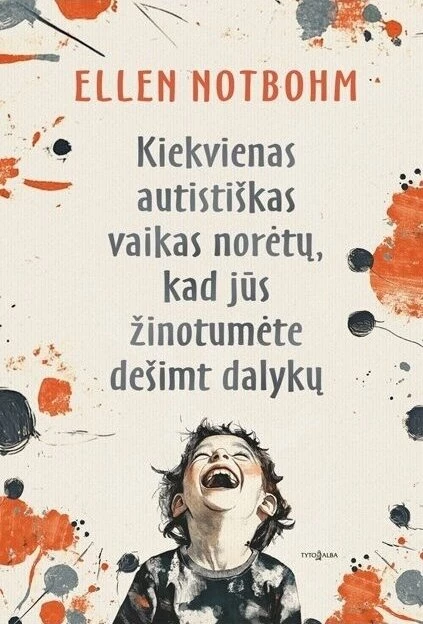 ELLEN NOTBOHM
Kiekvienas
autistiškas
vaikas norėtų,
kad jūs
žinotumėte
dešimt dalykų
TYTO ALBA